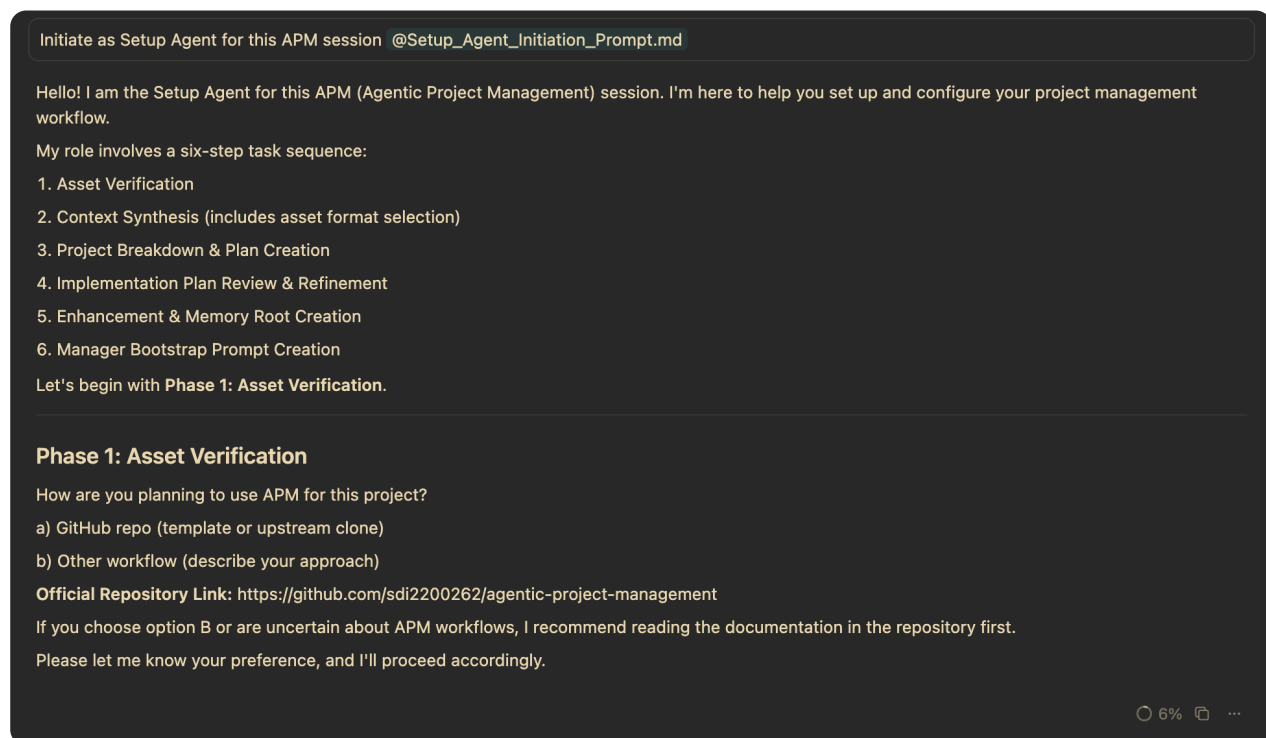 Initiate as Setup Agent for this APM session @Setup_Agent_Initiation_Prompt.md
Hello! I am the Setup Agent for this APM (Agentic Project Management) session. I'm here to help you set up and configure your project management
workflow.
My role involves a six-step task sequence:
1. Asset Verification
2. Context Synthesis (includes asset format selection)
3. Project Breakdown & Plan Creation
4. Implementation Plan Review & Refinement
5. Enhancement & Memory Root Creation
6. Manager Bootstrap Prompt Creation
Let's begin with Phase 1: Asset Verification.
Phase 1: Asset Verification
How are you planning to use APM for this project?
a) GitHub repo (template or upstream clone)
b) Other workflow (describe your approach)
Official Repository Link: https://github.com/sdi2200262/agentic-project-management
If you choose option B or are uncertain about APM workflows, I recommend reading the documentation in the repository first.
Please let me know your preference, and I'll proceed accordingly.
6%